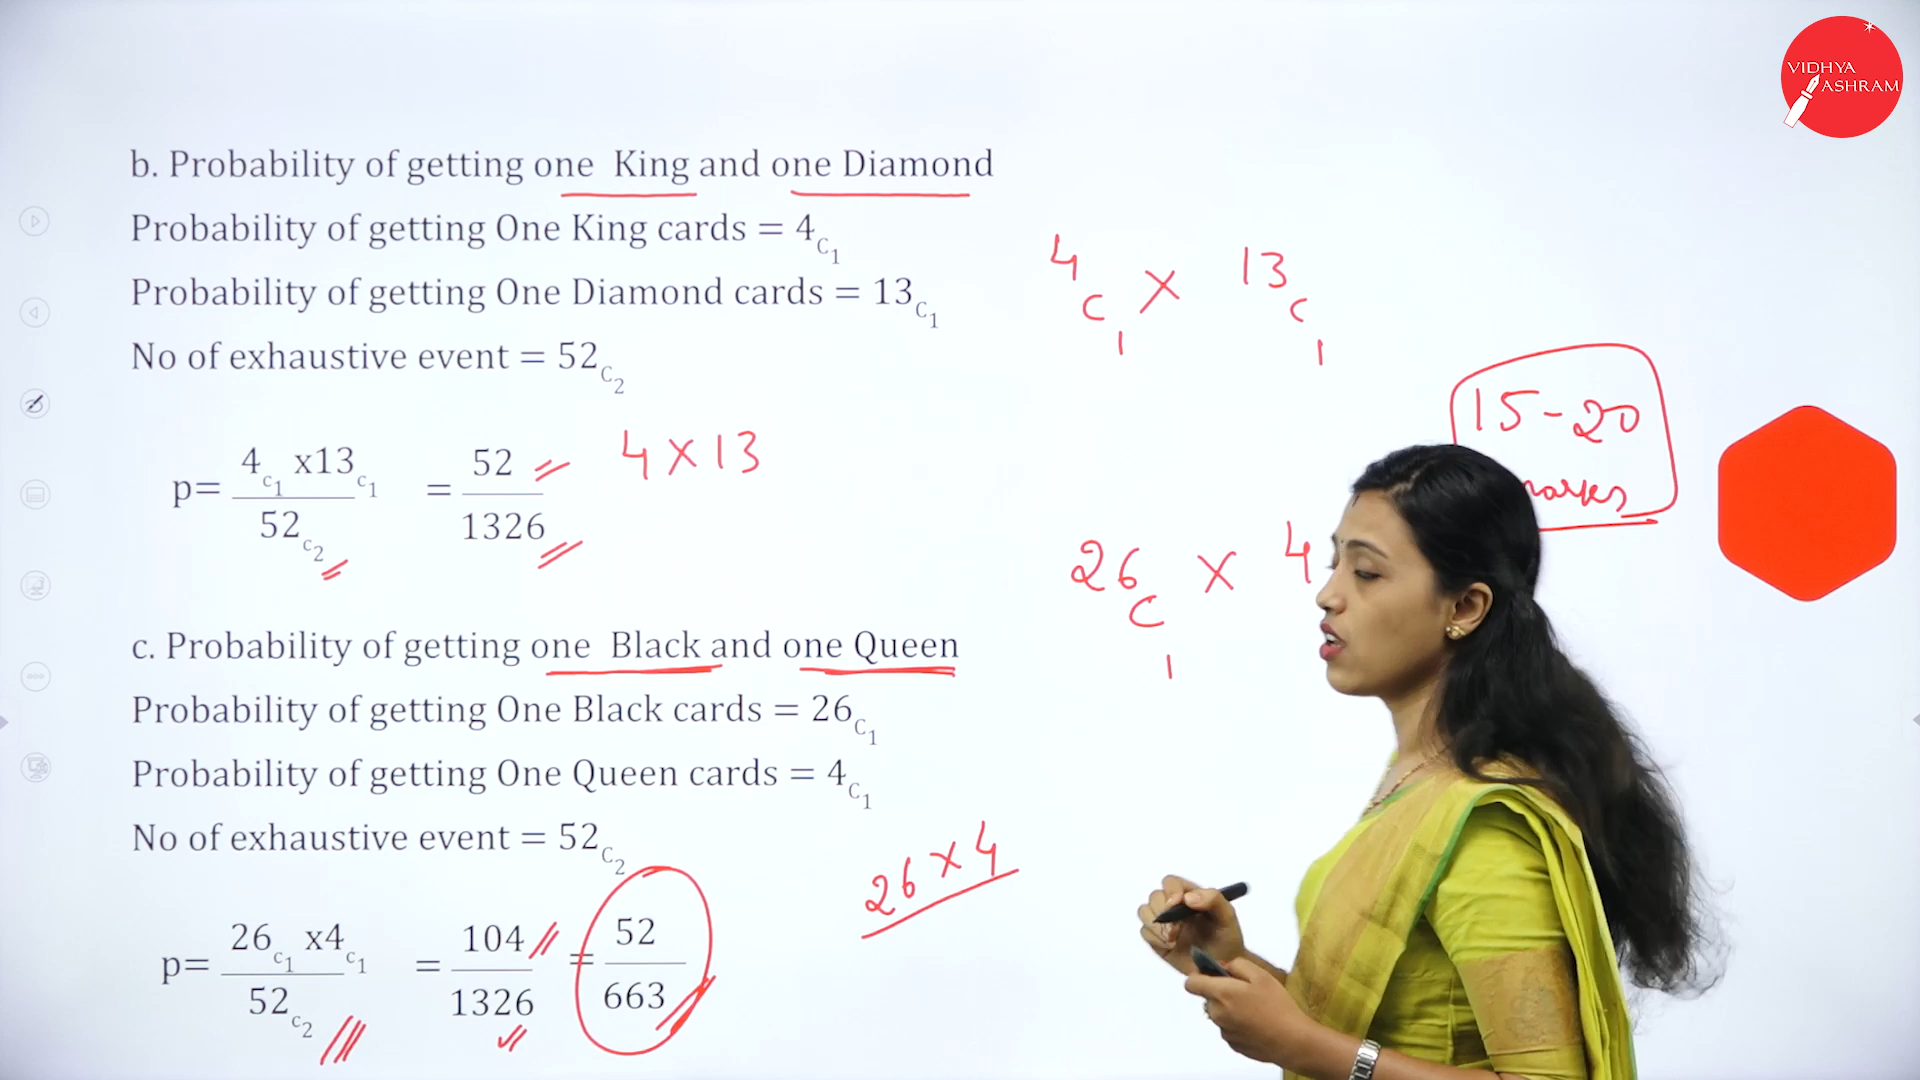 VIDHYA
ASHRAM
b. Probability of getting one King and one Diamond
Probability of getting One King cards = 4c1
Probability of getting One Diamond cards = 13c1
No of exhaustive event = 52c2
p= 4c1 x13c1 / 52c2 = 52 / 1326
4 X 13
4c1 X 13c1
15-20
26c1 X 4
c. Probability of getting one Black and one Queen
Probability of getting One Black cards = 26c1
Probability of getting One Queen cards = 4c1
No of exhaustive event = 52c2
p= 26c1 x4c1 / 52c2 = 104 / 1326 = 52 / 663
26 X 4